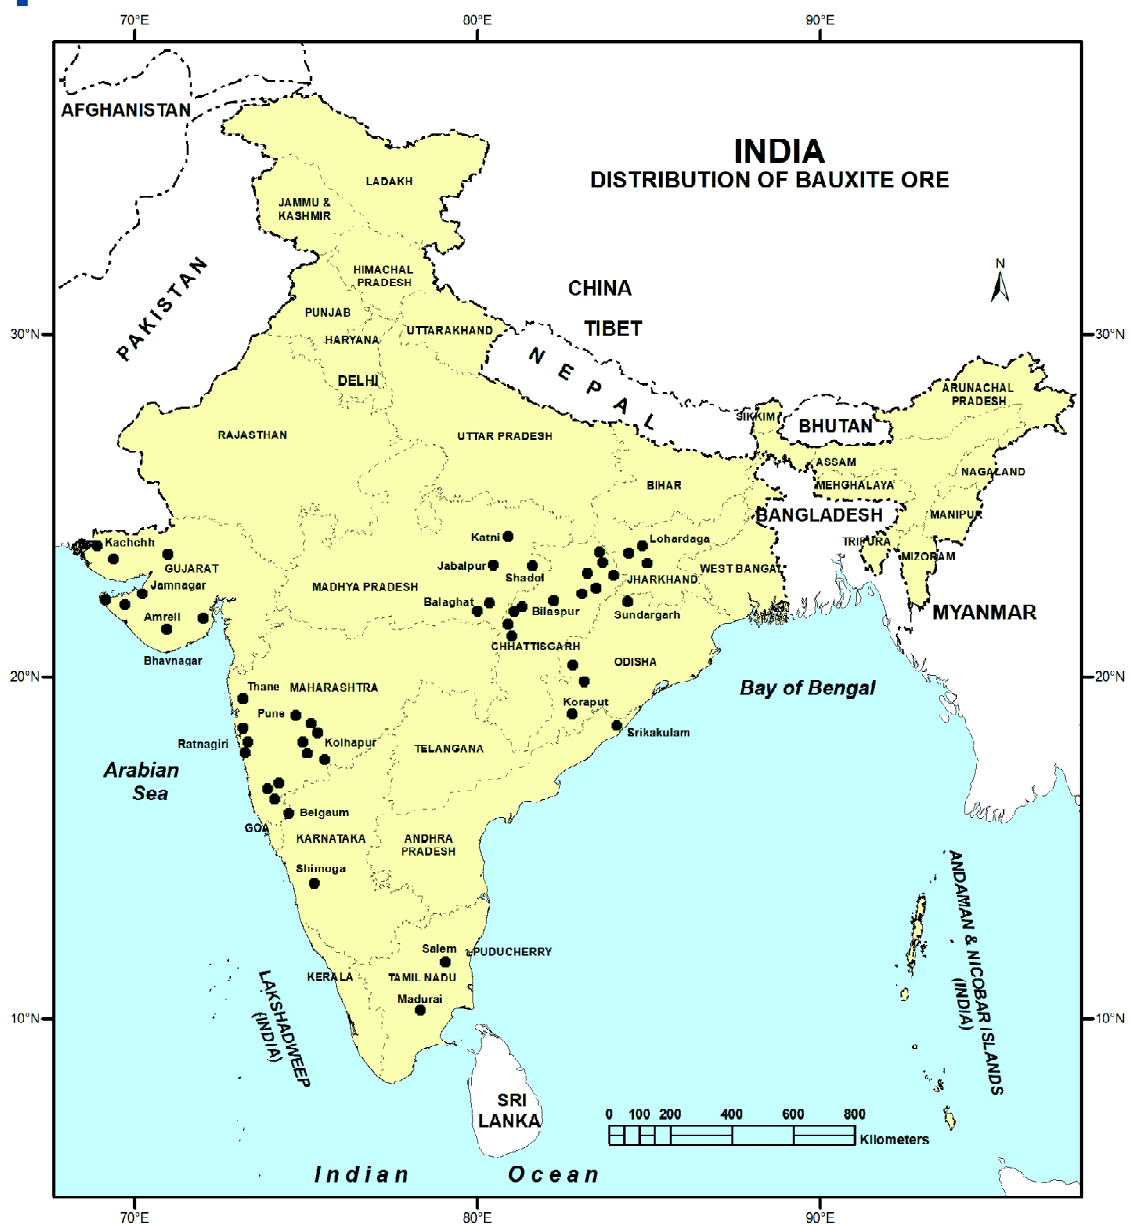 70°E
80°E
90°E
AFGHANISTAN
INDIA
DISTRIBUTION OF BAUXITE ORE
LADAKH
JAMMU &
KASHMIR
PAKISTAN
HIMACHAL
PRADESH
N
CHINA
TIBET
PUNJAB
UTTARAKHAND
HARYANA
30°N
30°N
NEPAL
DELHI
ARUNACHAL
PRADESH
SIKKIM
BHUTAN
RAJASTHAN
UTTAR PRADESH
ASSAM
NAGALAND
BIHAR
MEHGHALAYA
BANGLADESH
MANIPUR
Kachchh
Katni
Lohardaga
TRIPURA
MIZORAM
GUJARAT
Jabalpur
Shadol
WEST BANGAL
JHARKHAND
Jamnagar
MADHYA PRADESH
Balaghat
Bilaspur
Sundargarh
MYANMAR
Amreli
CHHATTISGARH
Bhavnagar
ODISHA
20°N
20°N
Thane
MAHARASHTRA
Bay of Bengal
Pune
Koraput
Srikakulam
Ratnagiri
Kolhapur
TELANGANA
Arabian
Sea
Belgaum
GOA
KARNATAKA
ANDHRA
PRADESH
Shimoga
ANDAMAN & NICOBAR ISLANDS
(INDIA)
Salem
PUDUCHERRY
KERALA
TAMIL NADU
LAKSHADWEEP
(INDIA)
Madurai
10°N
10°N
SRI
LANKA
0 100 200 400 600 800
Kilometers
Indian Ocean
70°E
80°E
90°E